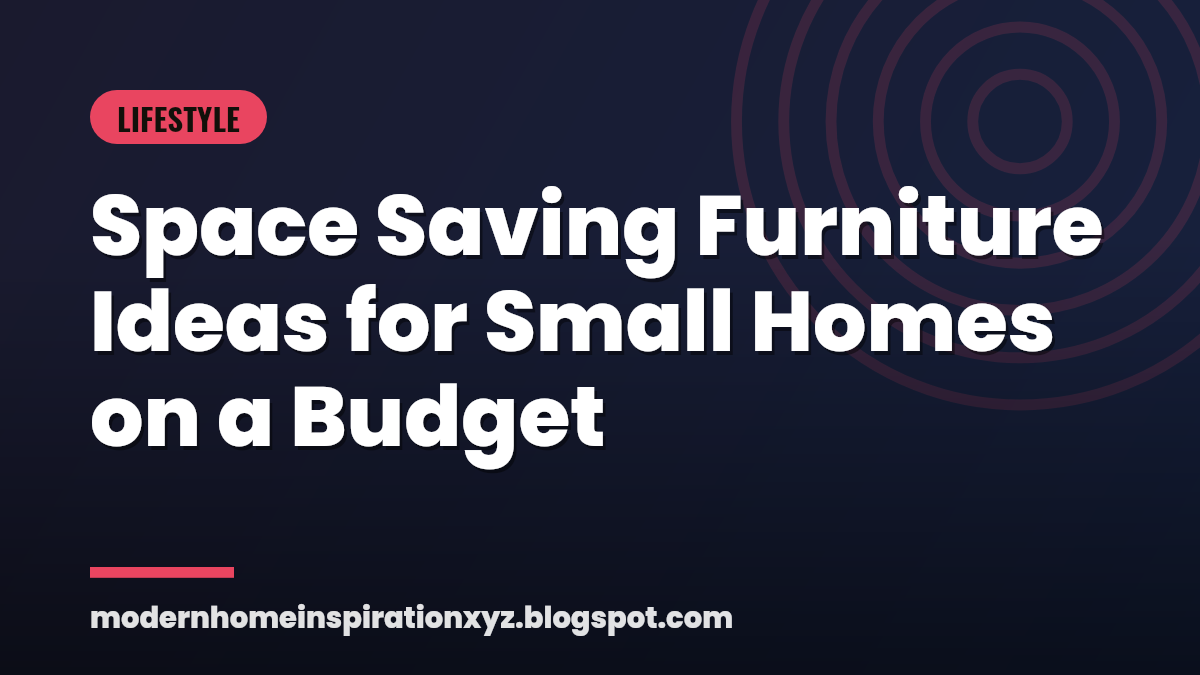 LIFESTYLE
Space Saving Furniture
Ideas for Small Homes
on a Budget
modernhomeinspirationxyz.blogspot.com